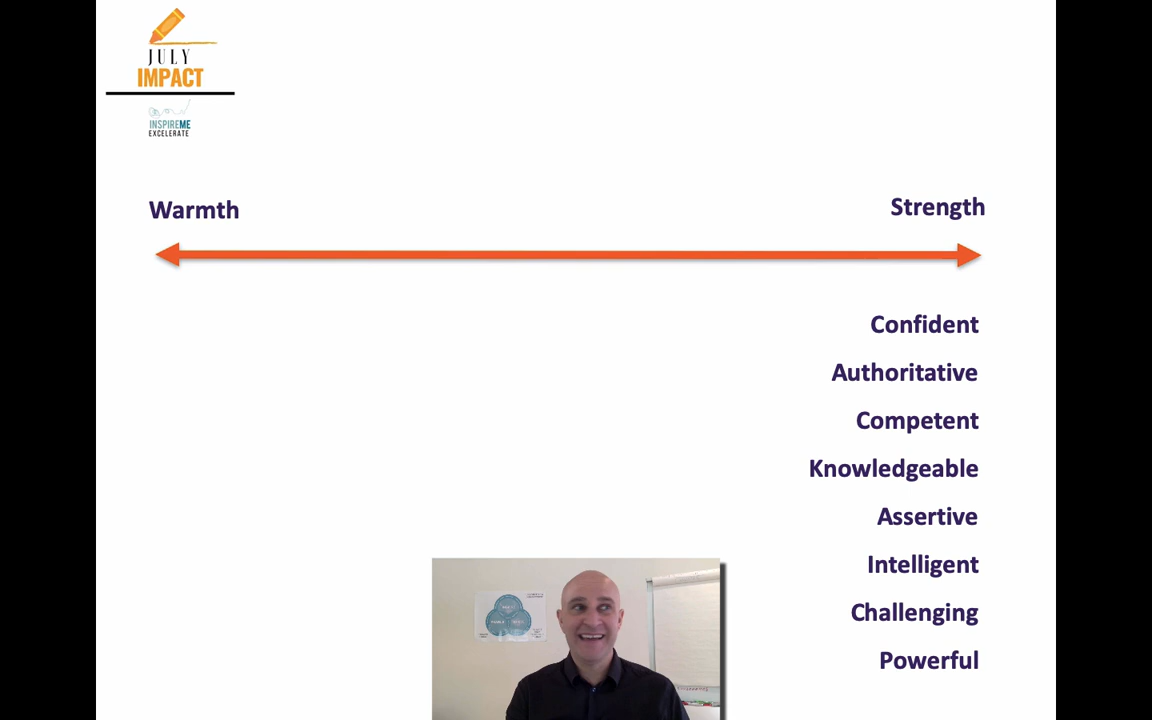 JULY
IMPACT
INSPIREME
EXCELERATE
Warmth
Strength
Confident
Authoritative
Competent
Knowledgeable
Assertive
Intelligent
Challenging
Powerful